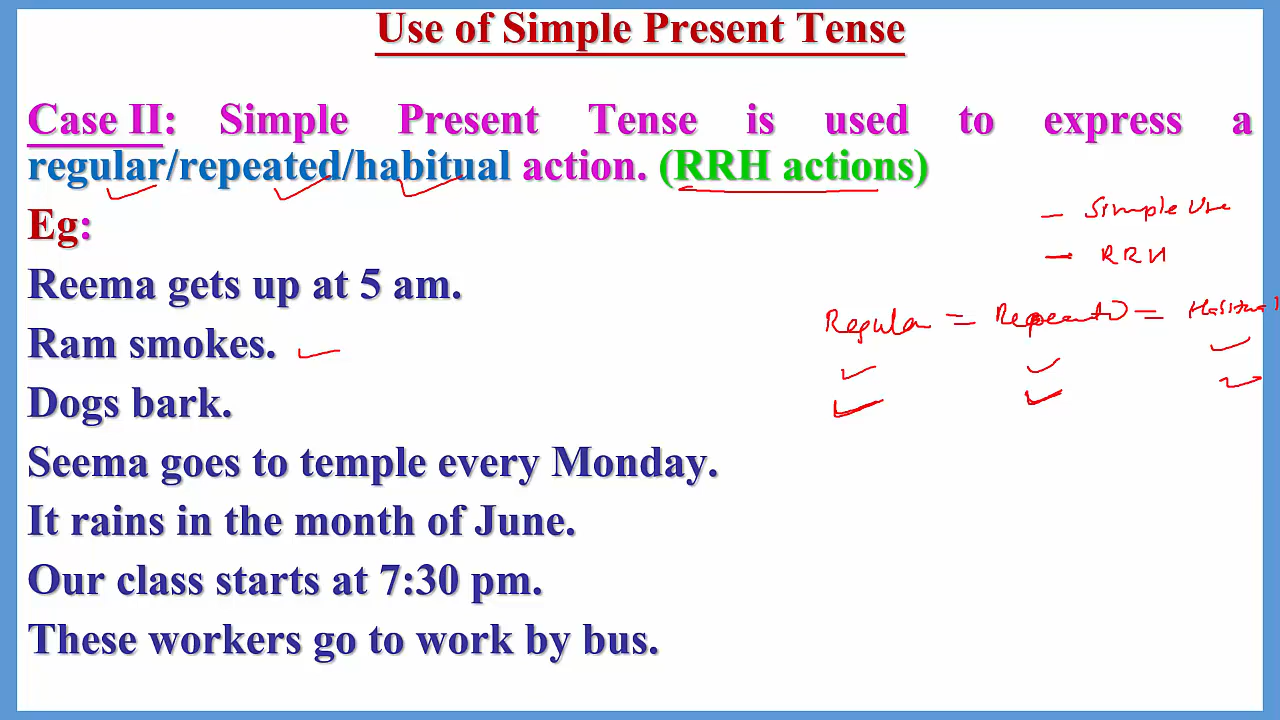 Use of Simple Present Tense
Case II: Simple Present Tense is used to express a
regular/repeated/habitual action. (RRH actions)
Eg:
Reema gets up at 5 am.
Ram smokes.
Dogs bark.
Seema goes to temple every Monday.
It rains in the month of June.
Our class starts at 7:30 pm.
These workers go to work by bus.
— Simple Use
— RRH
Regular = Repeated = Habitual